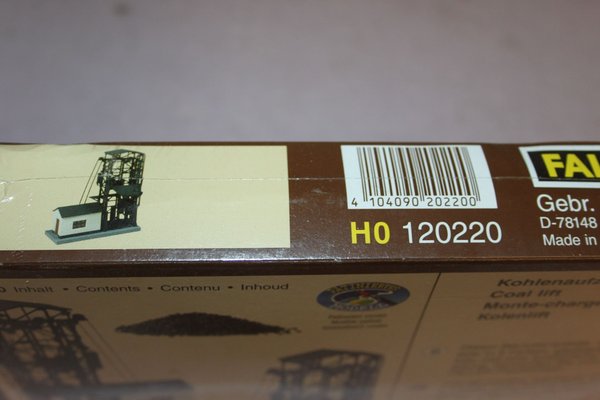 4 104090 202200
H0 120220
FAL
Gebr.
D-78148
Made in
Inhalt • Contents • Contenu • Inhoud
Kohlenaufz
Coal lift
Monte-charge
Kolenlift